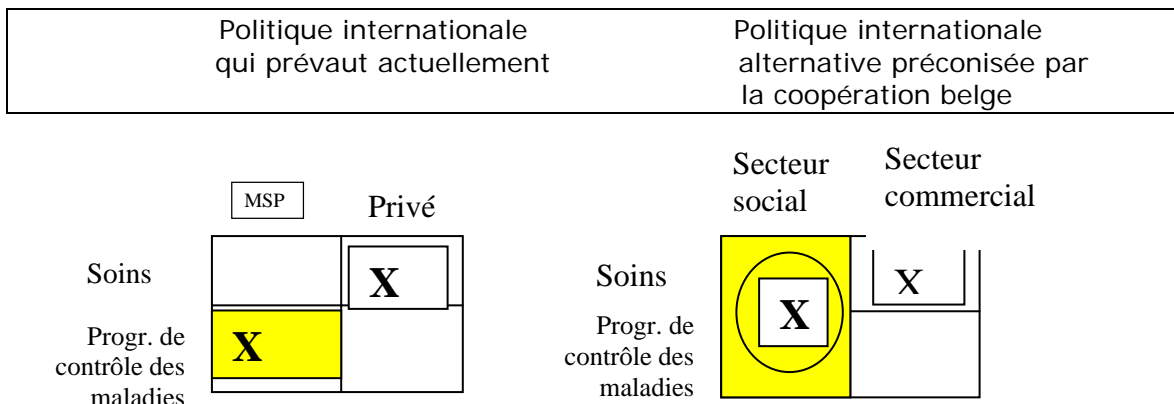 Politique internationale
qui prévaut actuellement
Politique internationale
alternative préconisée par
la coopération belge
MSP
Privé
Soins
X
Progr. de
contrôle des
maladies
X
Secteur
social
Secteur
commercial
Soins
X
X
Progr. de
contrôle des
maladies